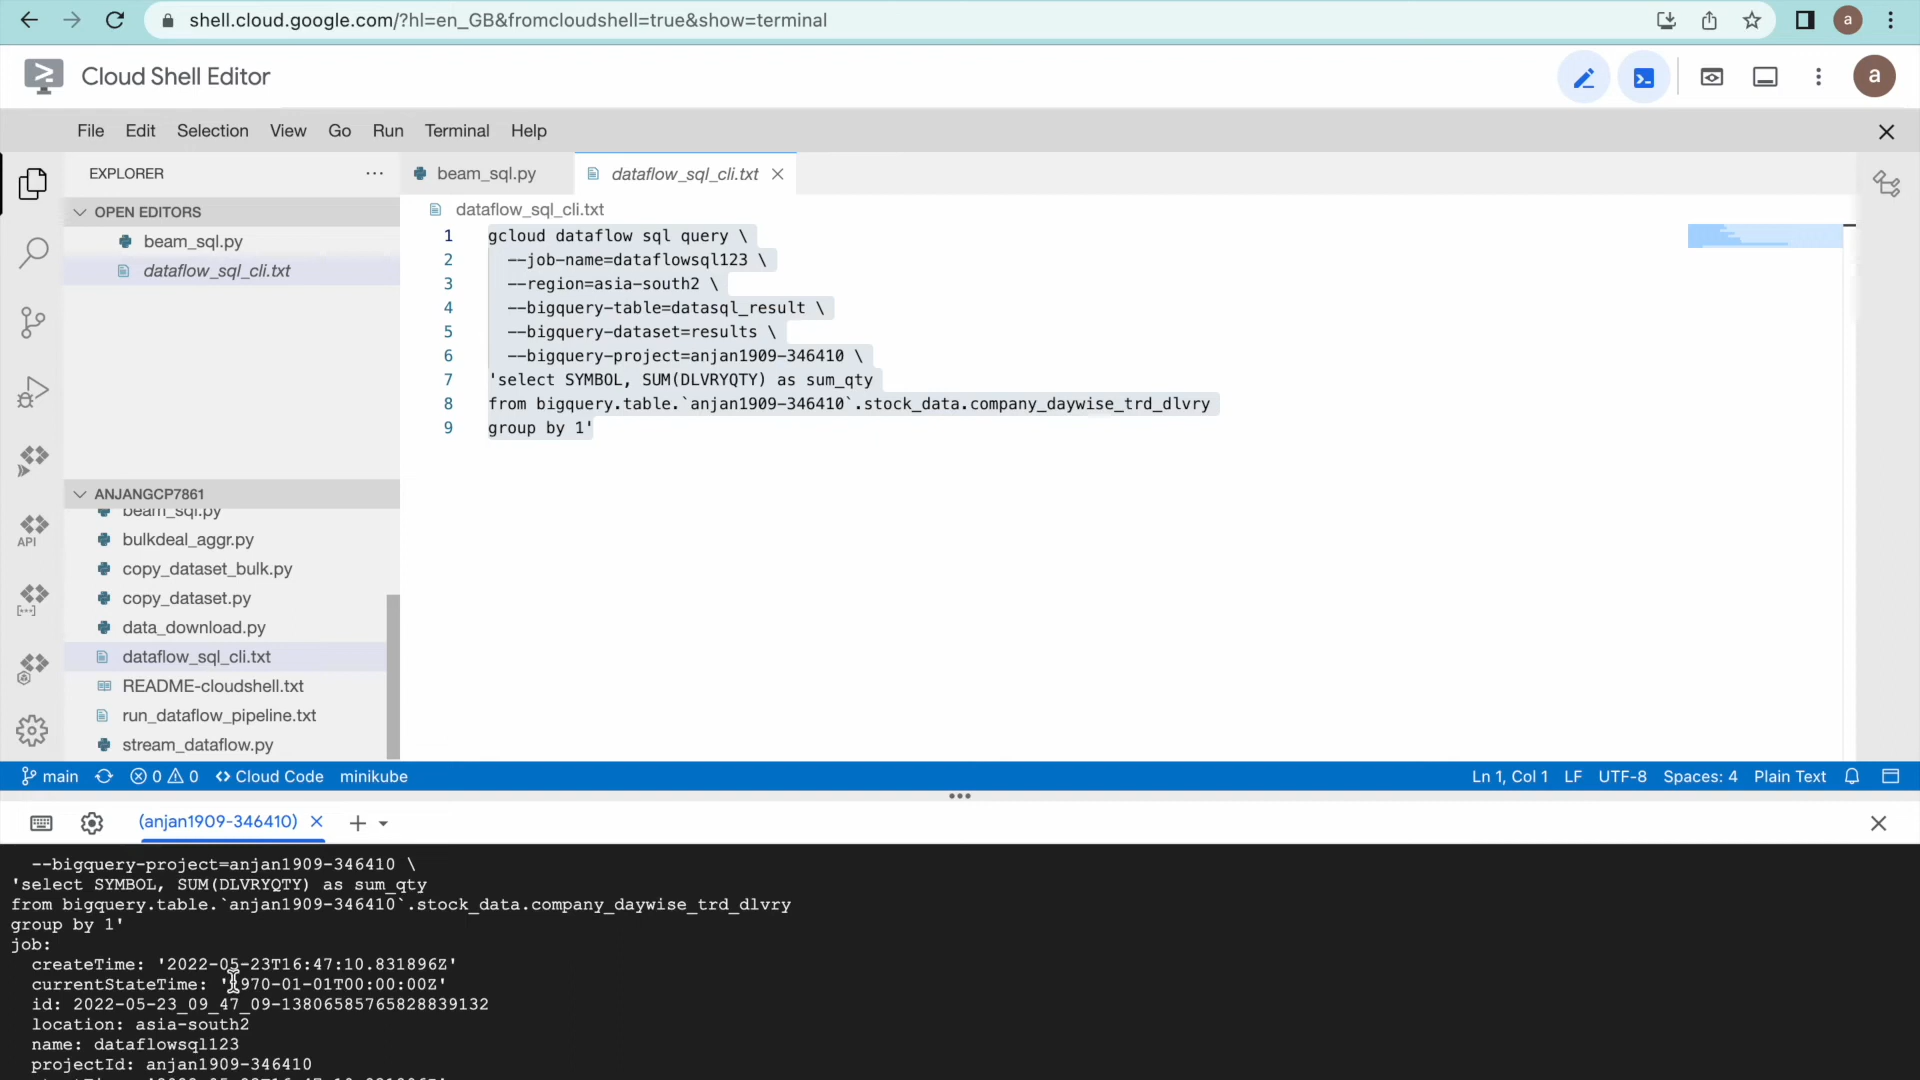 shell.cloud.google.com/?hl=en_GB&fromcloudshell=true&show=terminal
a
Cloud Shell Editor
a
File Edit Selection View Go Run Terminal Help
EXPLORER
beam_sql.py
dataflow_sql_cli.txt
OPEN EDITORS
beam_sql.py
dataflow_sql_cli.txt
dataflow_sql_cli.txt
1 gcloud dataflow sql query \
2 --job-name=dataflowsql123 \
3 --region=asia-south2 \
4 --bigquery-table=datasql_result \
5 --bigquery-dataset=results \
6 --bigquery-project=anjan1909-346410 \
7 'select SYMBOL, SUM(DLVRYQTY) as sum_qty
8 from bigquery.table.`anjan1909-346410`.stock_data.company_daywise_trd_dlvry
9 group by 1'
ANJANGCP7861
beam_sql.py
bulkdeal_aggr.py
copy_dataset_bulk.py
copy_dataset.py
data_download.py
dataflow_sql_cli.txt
README-cloudshell.txt
run_dataflow_pipeline.txt
stream_dataflow.py
API
main 0 0 Cloud Code minikube
Ln 1, Col 1 LF UTF-8 Spaces: 4 Plain Text
(anjan1909-346410)
--bigquery-project=anjan1909-346410 \
'select SYMBOL, SUM(DLVRYQTY) as sum_qty
from bigquery.table.`anjan1909-346410`.stock_data.company_daywise_trd_dlvry
group by 1'
job:
createTime: '2022-05-23T16:47:10.831896Z'
currentStateTime: '1970-01-01T00:00:00Z'
id: 2022-05-23_09_47_09-13806585765828839132
location: asia-south2
name: dataflowsql123
projectId: anjan1909-346410